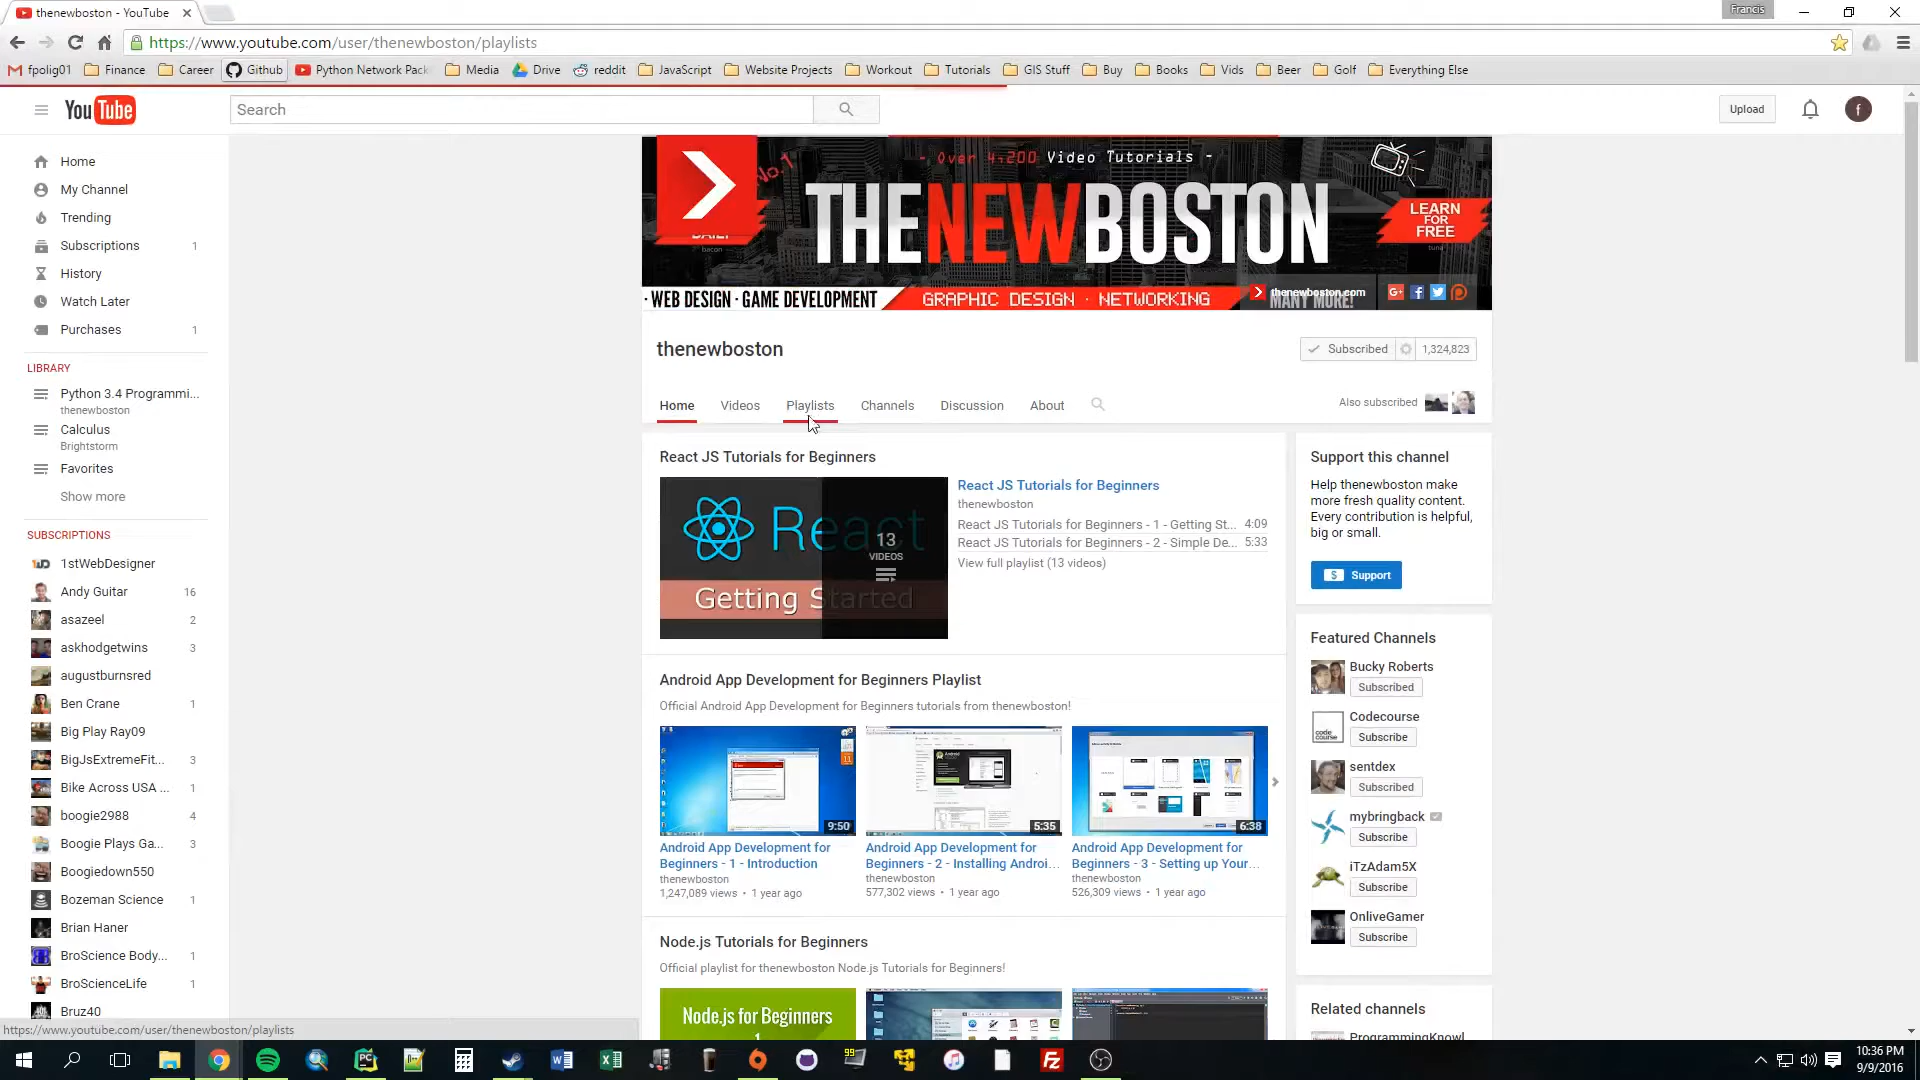 thenewboston - YouTube
Francis
https://www.youtube.com/user/thenewboston/playlists
fpolig01 Finance Career Github Python Network Pack Media Drive reddit JavaScript Website Projects Workout Tutorials GIS Stuff Buy Books Vids Beer Golf Everything Else
YouTube
Search
Upload
f
Home
My Channel
Trending
Subscriptions 1
History
Watch Later
Purchases 1
LIBRARY
Python 3.4 Programmi...
thenewboston
Calculus
Brightstorm
Favorites
Show more
SUBSCRIPTIONS
1stWebDesigner
Andy Guitar 16
asazeel 2
askhodgetwins 3
augustburnsred
Ben Crane 1
Big Play Ray09
BigJsExtremeFit... 3
Bike Across USA ... 1
boogie2988 4
Boogie Plays Ga... 3
Boogiedown550
Bozeman Science 1
Brian Haner
BroScience Body... 1
BroScienceLife 1
Bruz40
- Over 4,200 Video Tutorials -
No.1
THENEWBOSTON
LEARN
FOR
FREE
bacon
tuna
· WEB DESIGN · GAME DEVELOPMENT
GRAPHIC DESIGN · NETWORKING
MANY MORE!
thenewboston.com
thenewboston
Subscribed 1,324,823
Home Videos Playlists Channels Discussion About
Also subscribed
React JS Tutorials for Beginners
React
Getting Started
13
VIDEOS
React JS Tutorials for Beginners
thenewboston
React JS Tutorials for Beginners - 1 - Getting St... 4:09
React JS Tutorials for Beginners - 2 - Simple De... 5:33
View full playlist (13 videos)
Android App Development for Beginners Playlist
Official Android App Development for Beginners tutorials from thenewboston!
9:50
5:35
6:38
Android App Development for
Beginners - 1 - Introduction
thenewboston
1,247,089 views • 1 year ago
Android App Development for
Beginners - 2 - Installing Androi...
thenewboston
577,302 views • 1 year ago
Android App Development for
Beginners - 3 - Setting up Your...
thenewboston
526,309 views • 1 year ago
Node.js Tutorials for Beginners
Official playlist for thenewboston Node.js Tutorials for Beginners!
Node.js for Beginners
1
Support this channel
Help thenewboston make
more fresh quality content.
Every contribution is helpful,
big or small.
Support
Featured Channels
Bucky Roberts
Subscribed
Codecourse
Subscribe
code
course
sentdex
Subscribed
mybringback
Subscribe
iTzAdam5X
Subscribe
OnliveGamer
Subscribe
Related channels
ProgrammingKnowl
https://www.youtube.com/user/thenewboston/playlists
99
10:36 PM
9/9/2016